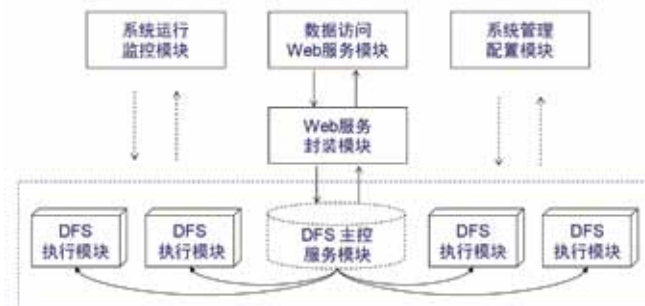 系统运行
监控模块
数据访问
Web服务模块
系统管理
配置模块
Web服务
封装模块
DFS
执行模块
DFS
执行模块
DFS 主控
服务模块
DFS
执行模块
DFS
执行模块